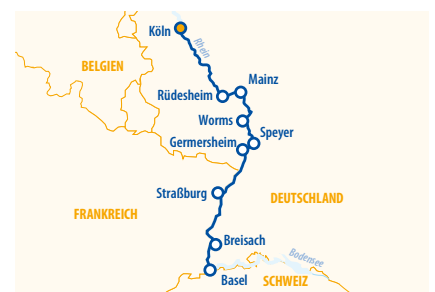 Köln
Rhein
BELGIEN
Mainz
Rüdesheim
Worms
Speyer
Germersheim
Straßburg
DEUTSCHLAND
FRANKREICH
Breisach
Bodensee
Basel
SCHWEIZ